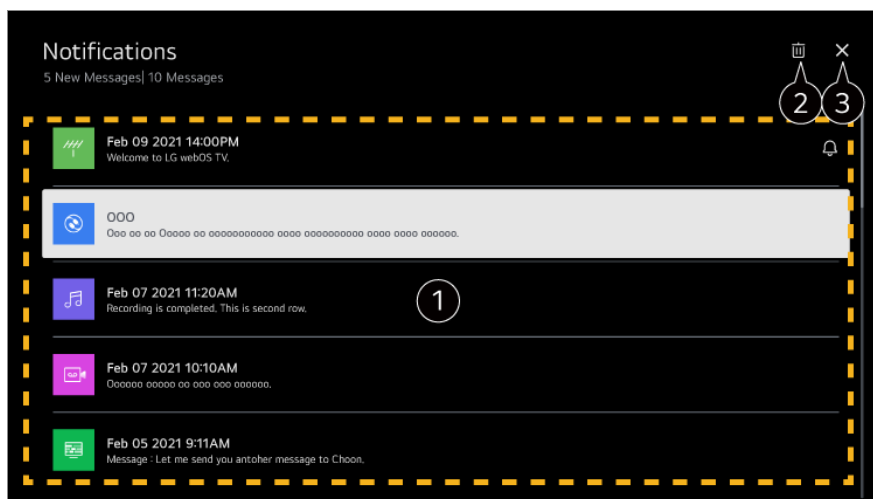 Notifications
5 New Messages| 10 Messages
2
3
Feb 09 2021 14:00PM
Welcome to LG webOS TV.
OOO
Ooo oo oo Ooooo oo ooooooooooo oooo oooooooooo oooo oooo oooooo.
Feb 07 2021 11:20AM
Recording is completed. This is second row.
1
Feb 07 2021 10:10AM
Oooooo ooooo oo ooo ooo oooooo.
Feb 05 2021 9:11AM
Message : Let me send you antoher message to Choon.